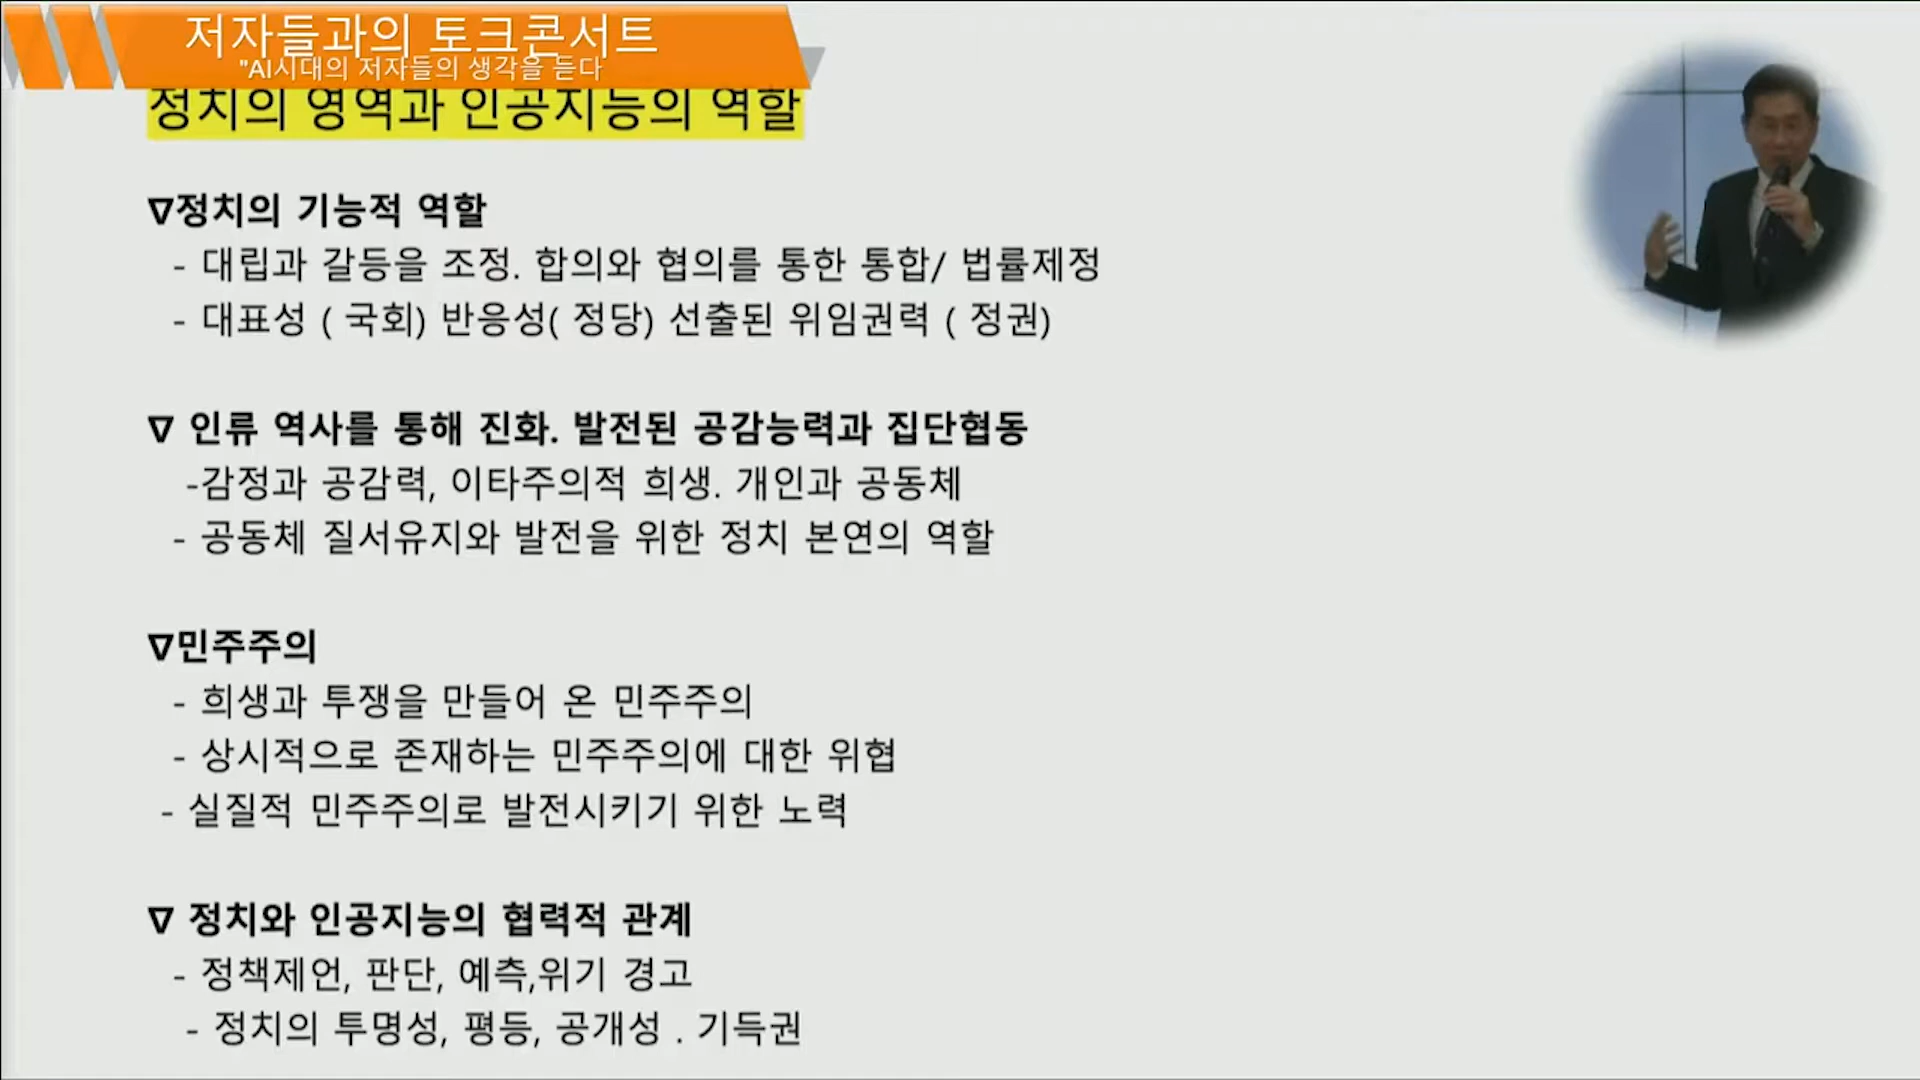 저자들과의 토크콘서트
"AI시대의 저자들의 생각을 듣다
정치의 영역과 인공지능의 역할
∇정치의 기능적 역할
- 대립과 갈등을 조정. 합의와 협의를 통한 통합/ 법률제정
- 대표성 ( 국회) 반응성( 정당) 선출된 위임권력 ( 정권)
∇ 인류 역사를 통해 진화. 발전된 공감능력과 집단협동
-감정과 공감력, 이타주의적 희생. 개인과 공동체
- 공동체 질서유지와 발전을 위한 정치 본연의 역할
∇민주주의
- 희생과 투쟁을 만들어 온 민주주의
- 상시적으로 존재하는 민주주의에 대한 위협
- 실질적 민주주의로 발전시키기 위한 노력
∇ 정치와 인공지능의 협력적 관계
- 정책제언, 판단, 예측,위기 경고
- 정치의 투명성, 평등, 공개성 . 기득권